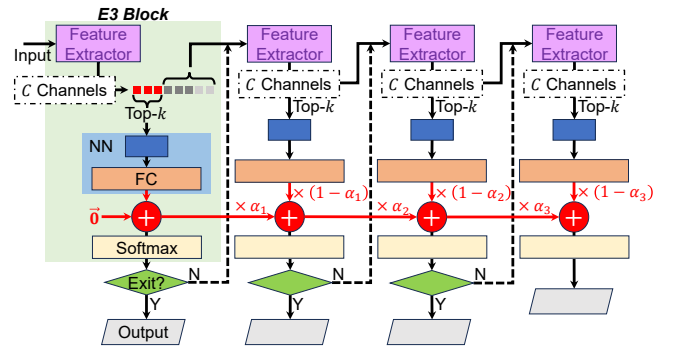 E3 Block
Feature
Extractor
Feature
Extractor
Feature
Extractor
Feature
Extractor
Input
C Channels
C Channels
C Channels
C Channels
Top-k
Top-k
Top-k
Top-k
NN
FC
× (1−α₁)
× (1−α₂)
× (1−α₃)
0⃗
+
× α₁
+
× α₂
+
× α₃
+
Softmax
Exit?
N
N
N
Y
Y
Y
Output